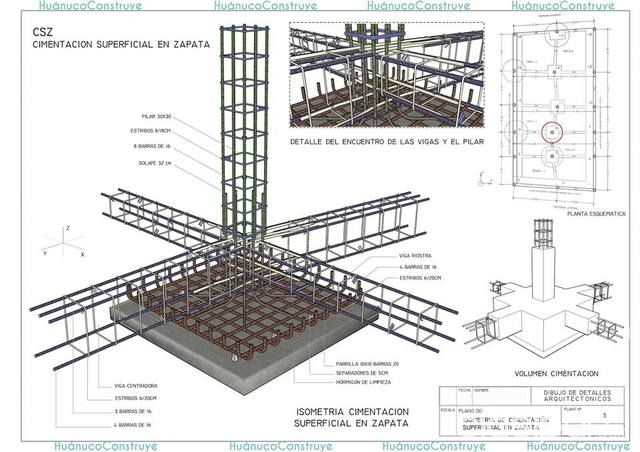 HuánucoConstruye HuánucoConstruye HuánucoConstruye HuánucoConstruye
CSZ
CIMENTACION SUPERFICIAL EN ZAPATA
PILAR 30X30
ESTRIBOS 8/18CM
8 BARRAS DE 16
SOLAPE 32 cm
DETALLE DEL ENCUENTRO DE LAS VIGAS Y EL PILAR
PLANTA ESQUEMATICA
Z
Y
X
VIGA RIOSTRA
4 BARRAS DE 16
ESTRIBOS 6/20CM
VOLUMEN CIMENTACION
PARRILLA 10X10 BARRAS 20
SEPARADORES DE 5CM
HORMIGON DE LIMPIEZA
VIGA CENTRADORA
ESTRIBOS 6/20CM
3 BARRAS DE 16
4 BARRAS DE 16
ISOMETRIA CIMENTACION
SUPERFICIAL EN ZAPATA
FECHA NOMBRE
DIBUJO DE DETALLES
ARQUITECTONICOS
ESCALA PLANO DE:
ISOMETRIA DE CIMENTACIÓN
SUPERFICIAL EN ZAPATA
PLANO Nº
3
HuánucoConstruye HuánucoConstruye HuánucoConstruye HuánucoConstruye